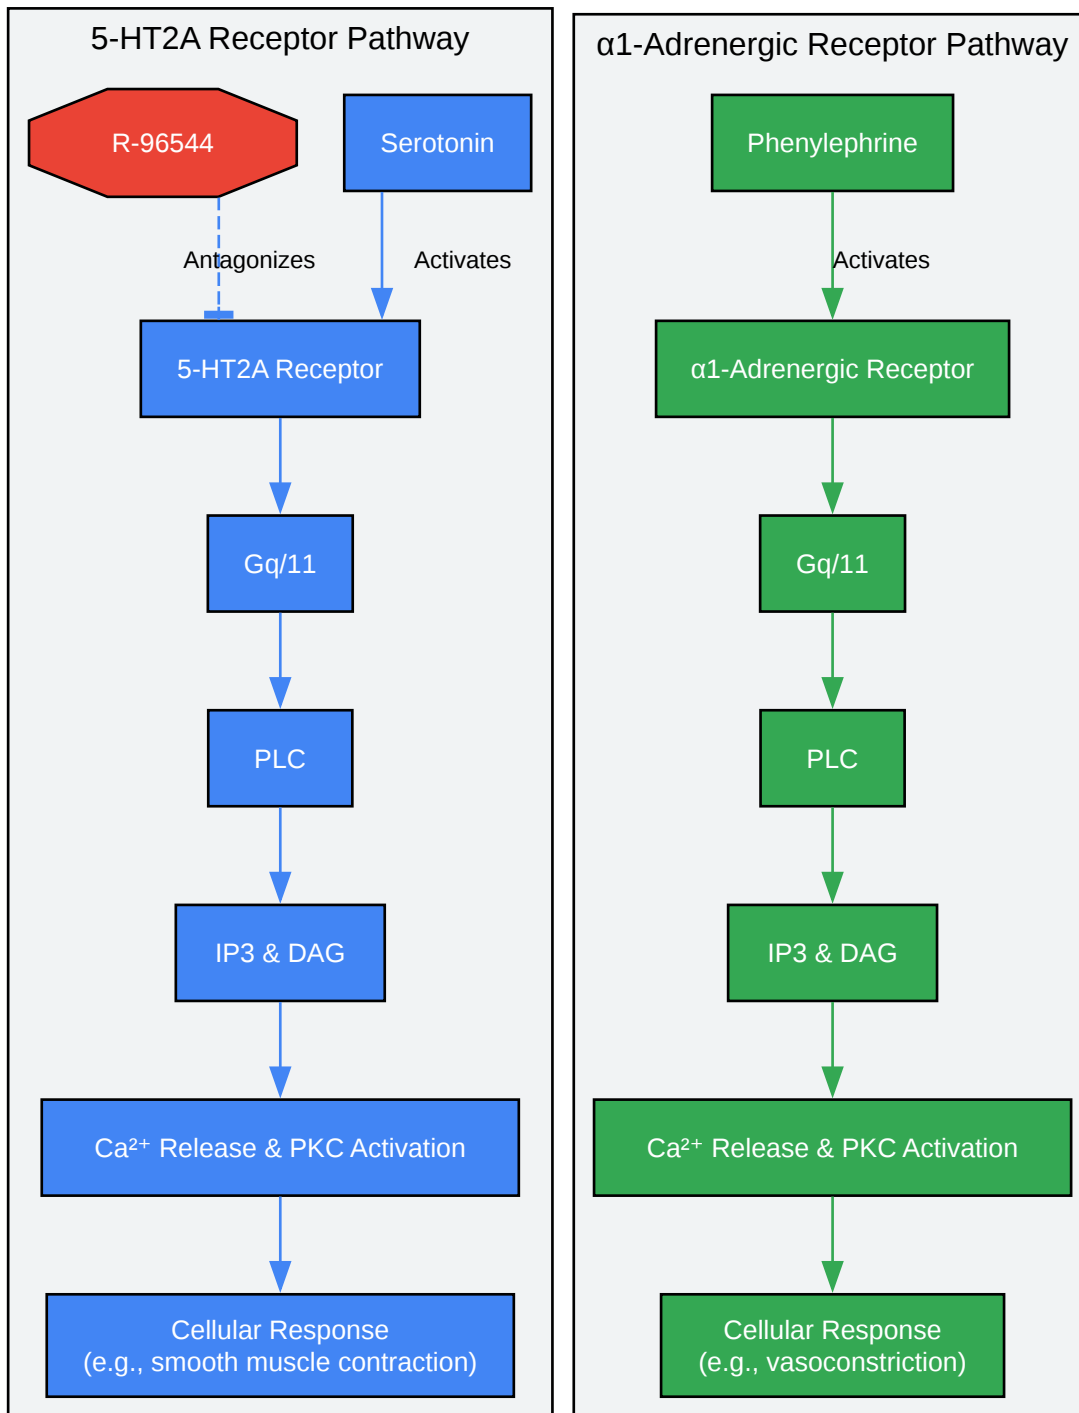 5-HT2A Receptor Pathway
R-96544
Serotonin
Antagonizes
Activates
5-HT2A Receptor
Gq/11
PLC
IP3 & DAG
Ca²⁺ Release & PKC Activation
Cellular Response
(e.g., smooth muscle contraction)
α1-Adrenergic Receptor Pathway
Phenylephrine
Activates
α1-Adrenergic Receptor
Gq/11
PLC
IP3 & DAG
Ca²⁺ Release & PKC Activation
Cellular Response
(e.g., vasoconstriction)